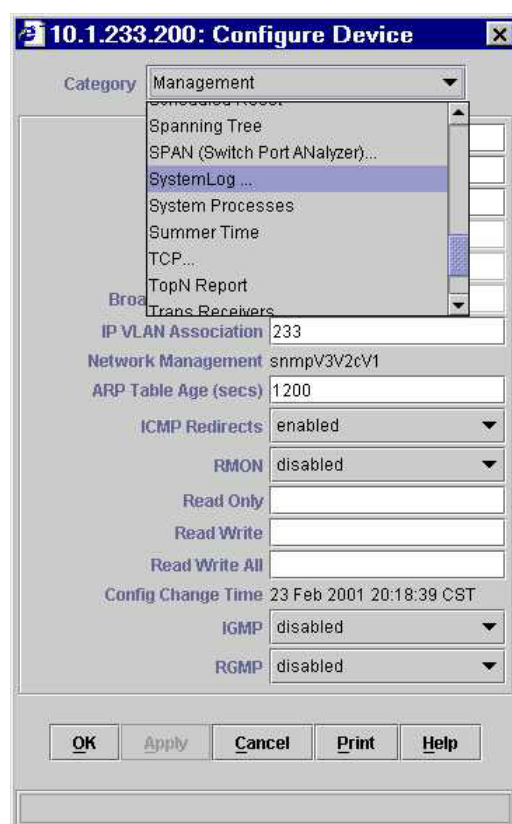 10.1.233.200: Configure Device
Category Management
Spanning Tree
SPAN (Switch Port ANalyzer)...
SystemLog ...
System Processes
Summer Time
TCP...
TopN Report
Trans Receivers
IP VLAN Association 233
Network Management snmpV3V2cV1
ARP Table Age (secs) 1200
ICMP Redirects enabled
RMON disabled
Read Only
Read Write
Read Write All
Config Change Time 23 Feb 2001 20:18:39 CST
IGMP disabled
RGMP disabled
OK Apply Cancel Print Help